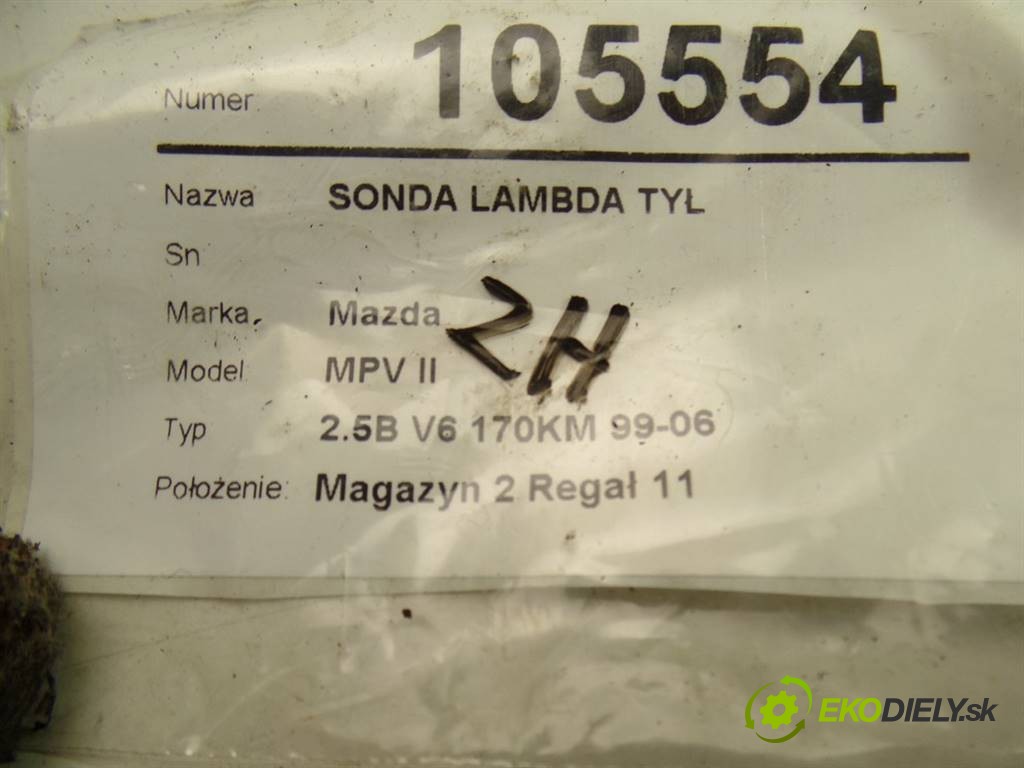 Numer: 105554
Nazwa SONDA LAMBDA TYŁ
Sn
Marka Mazda
2H
Model MPV II
Typ 2.5B V6 170KM 99-06
Położenie: Magazyn 2 Regał 11
EKODIELY.sk